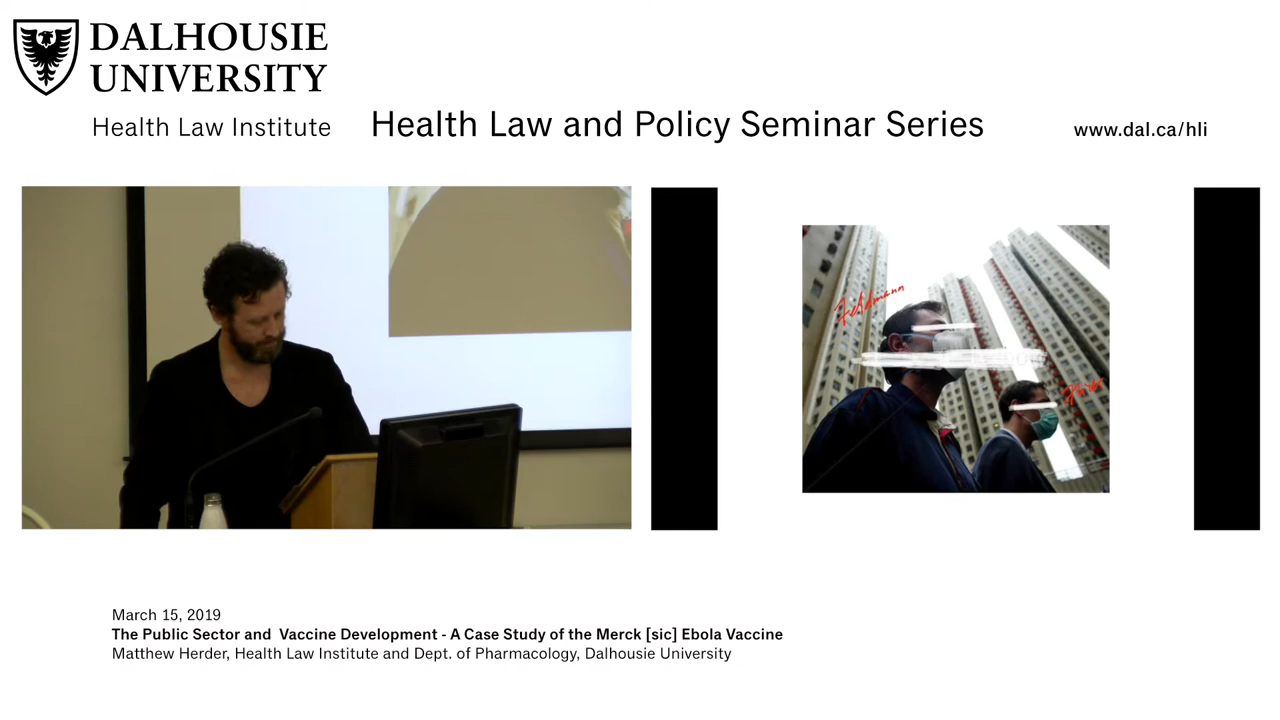 DALHOUSIE
UNIVERSITY
Health Law Institute
Health Law and Policy Seminar Series
www.dal.ca/hli
Feldmann
March 15, 2019
The Public Sector and Vaccine Development - A Case Study of the Merck [sic] Ebola Vaccine
Matthew Herder, Health Law Institute and Dept. of Pharmacology, Dalhousie University